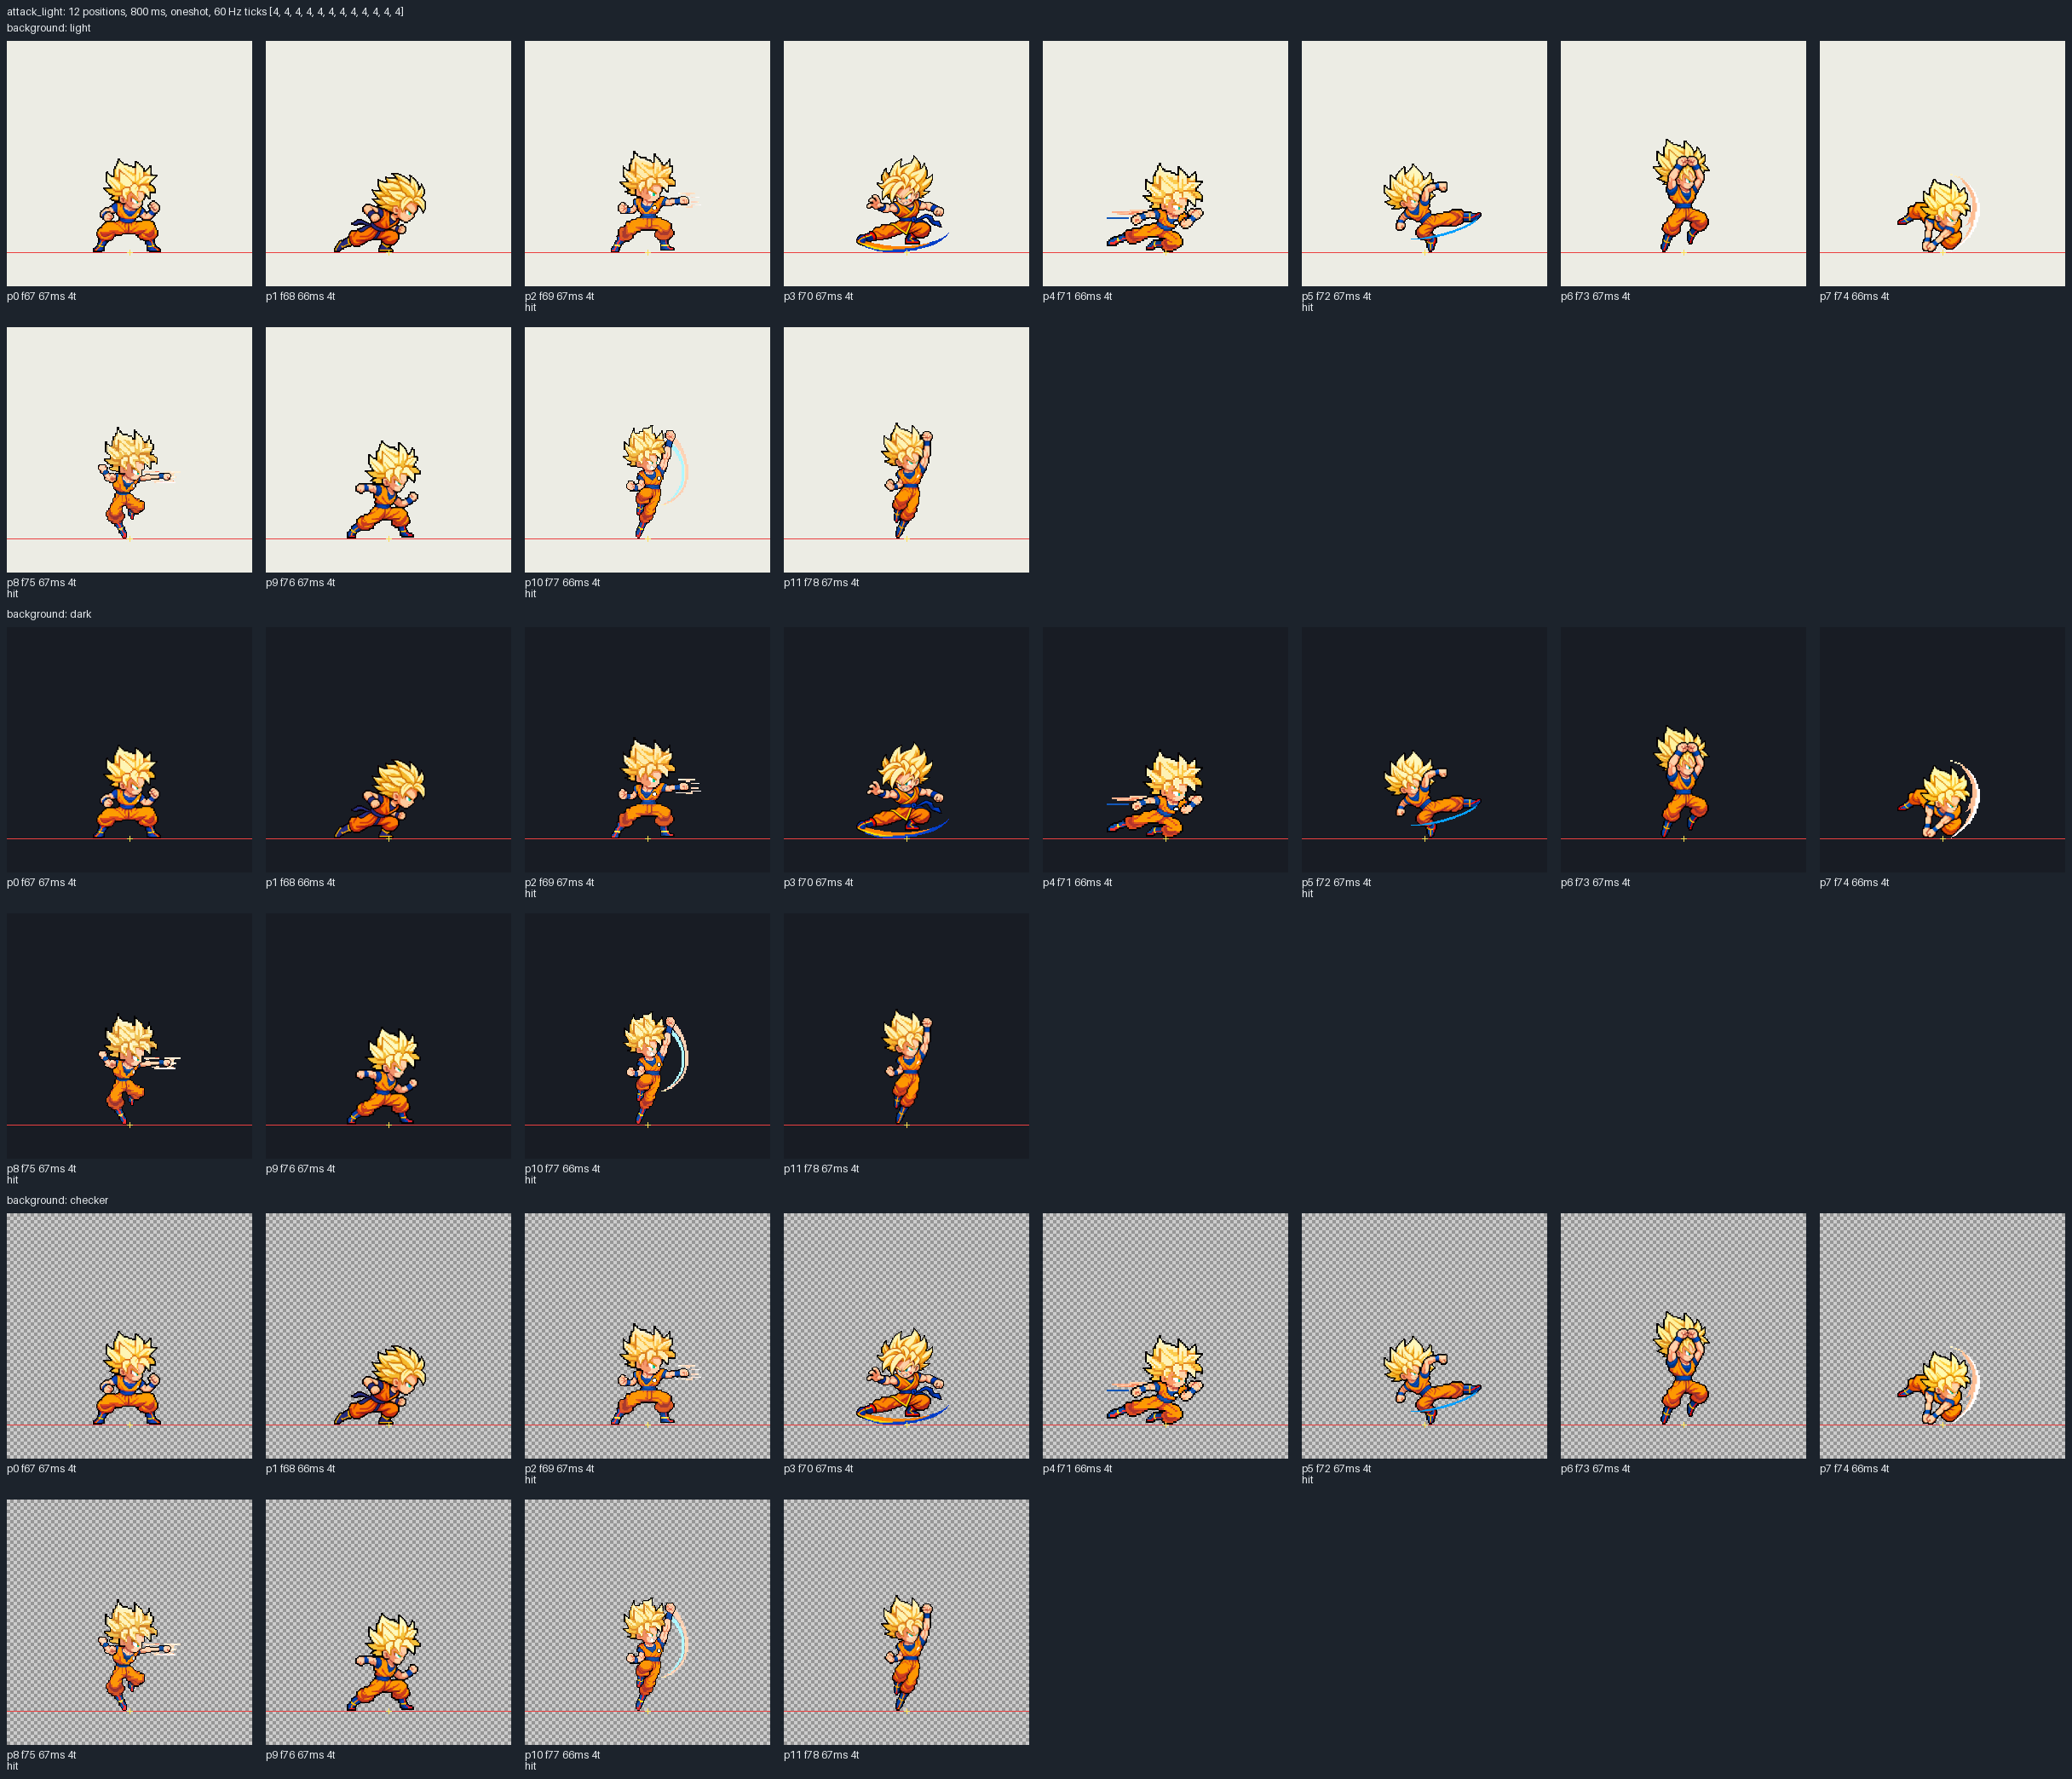 attack_light: 12 positions, 800 ms, oneshot, 60 Hz ticks [4, 4, 4, 4, 4, 4, 4, 4, 4, 4, 4, 4]
background: light
p0 f67 67ms 4t
p1 f68 66ms 4t
p2 f69 67ms 4t
hit
p3 f70 67ms 4t
p4 f71 66ms 4t
p5 f72 67ms 4t
hit
p6 f73 67ms 4t
p7 f74 66ms 4t
p8 f75 67ms 4t
hit
p9 f76 67ms 4t
p10 f77 66ms 4t
hit
p11 f78 67ms 4t
background: dark
p0 f67 67ms 4t
p1 f68 66ms 4t
p2 f69 67ms 4t
hit
p3 f70 67ms 4t
p4 f71 66ms 4t
p5 f72 67ms 4t
hit
p6 f73 67ms 4t
p7 f74 66ms 4t
p8 f75 67ms 4t
hit
p9 f76 67ms 4t
p10 f77 66ms 4t
hit
p11 f78 67ms 4t
background: checker
p0 f67 67ms 4t
p1 f68 66ms 4t
p2 f69 67ms 4t
hit
p3 f70 67ms 4t
p4 f71 66ms 4t
p5 f72 67ms 4t
hit
p6 f73 67ms 4t
p7 f74 66ms 4t
p8 f75 67ms 4t
hit
p9 f76 67ms 4t
p10 f77 66ms 4t
hit
p11 f78 67ms 4t